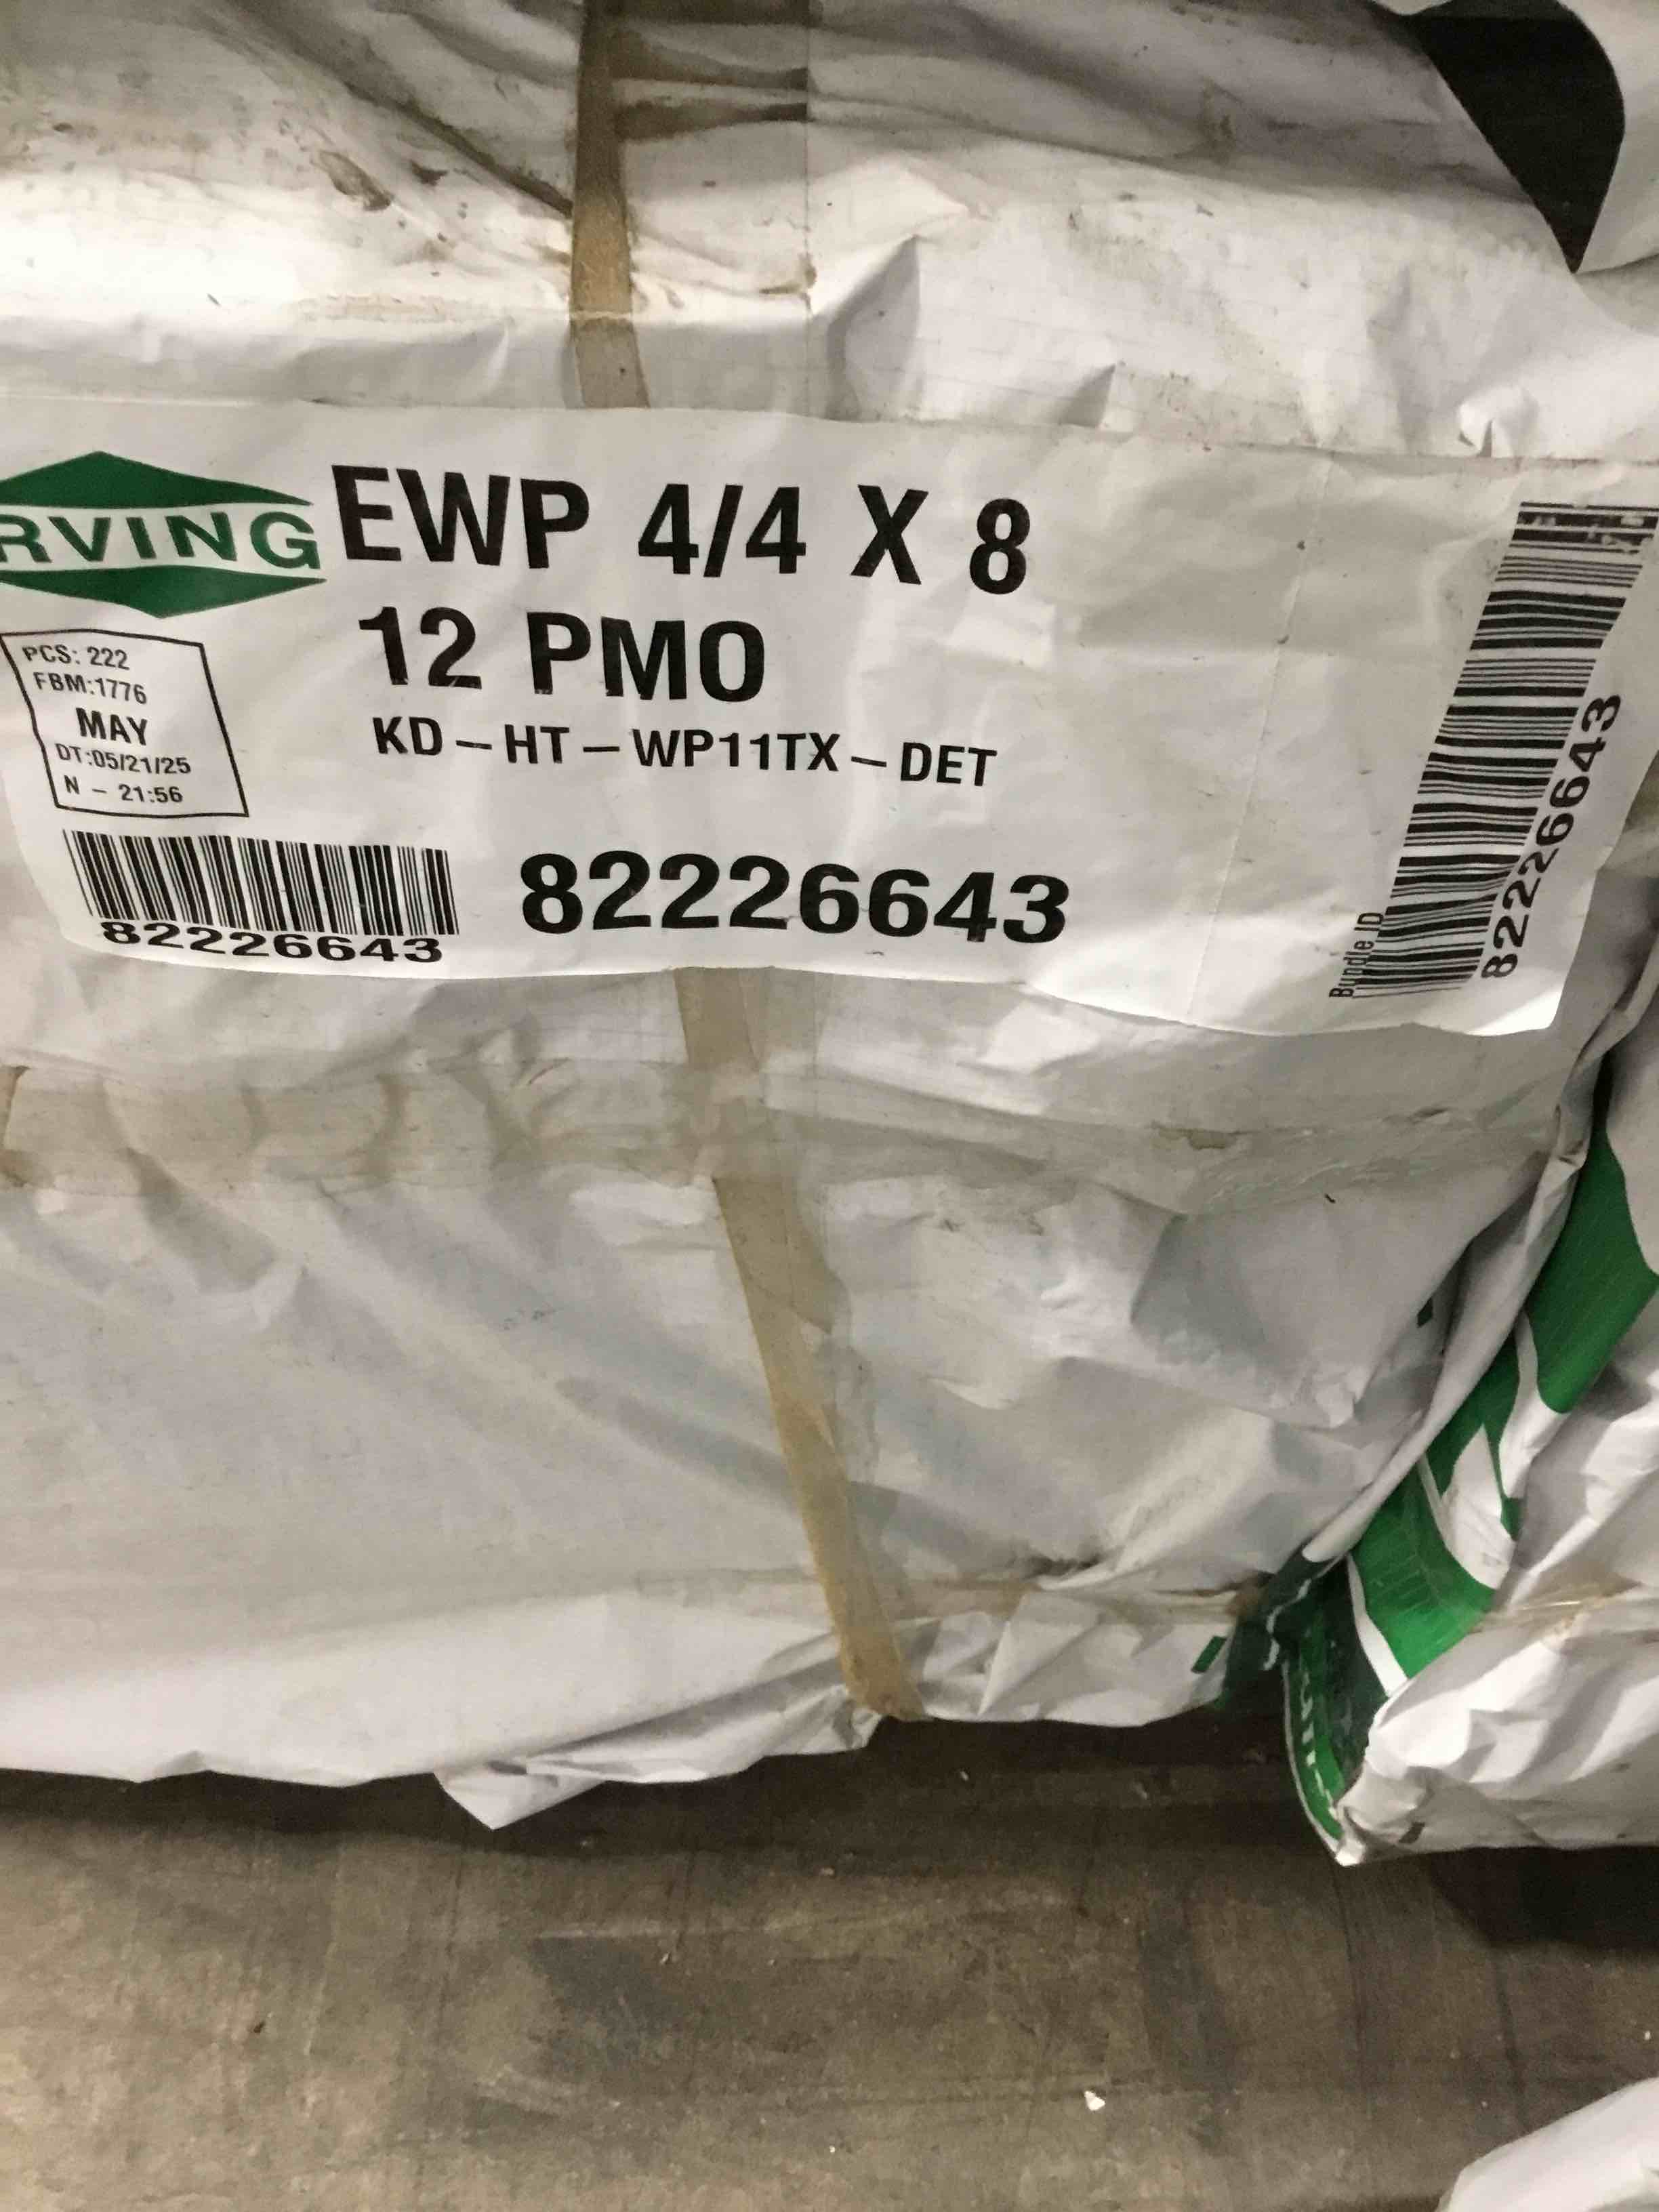 RVING
EWP 4/4 X 8
12 PMO
KD – HT – WP11TX – DET
PCS: 222
FBM:1776
MAY
DT:05/21/25
N – 21:56
82226643
82226643
Bundle ID
82226643